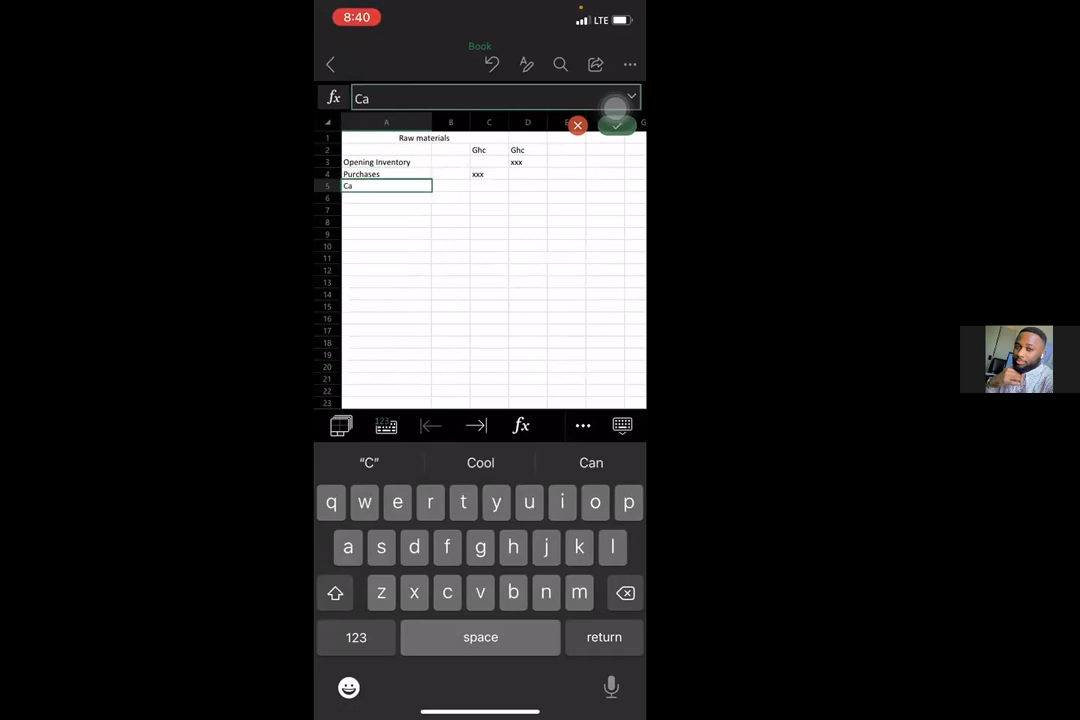 8:40
LTE
Book
fx Ca
A B C D E G
1 Raw materials
2 Ghc Ghc
3 Opening Inventory xxx
4 Purchases xxx
5 Ca
6
7
8
9
10
11
12
13
14
15
16
17
18
19
20
21
22
23
123 fx
“C” Cool Can
q w e r t y u i o p
a s d f g h j k l
z x c v b n m
123 space return